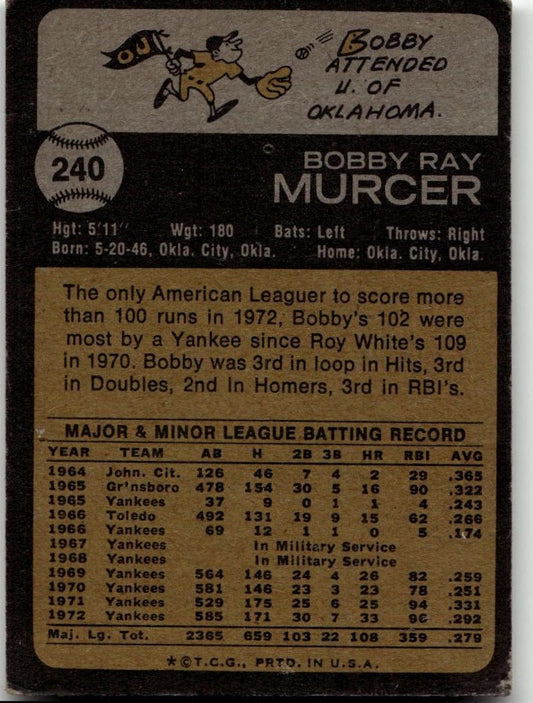 OU
BOBBY
ATTENDED
U. OF
OKLAHOMA.
240
BOBBY RAY
MURCER
Hgt: 5'11" Wgt: 180 Bats: Left Throws: Right
Born: 5-20-46, Okla. City, Okla. Home: Okla. City, Okla.
The only American Leaguer to score more
than 100 runs in 1972, Bobby's 102 were
most by a Yankee since Roy White's 109
in 1970. Bobby was 3rd in loop in Hits, 3rd
in Doubles, 2nd in Homers, 3rd in RBI's.
MAJOR & MINOR LEAGUE BATTING RECORD
YEAR TEAM AB H 2B 3B HR RBI AVG
1964 John. Cit. 126 46 7 4 2 29 .365
1965 Gr'nsboro 478 154 30 5 16 90 .322
1965 Yankees 37 9 0 1 1 4 .243
1966 Toledo 492 131 19 9 15 62 .266
1966 Yankees 69 12 1 1 0 5 .174
1967 Yankees In Military Service
1968 Yankees In Military Service
1969 Yankees 564 146 24 4 26 82 .259
1970 Yankees 581 146 23 3 23 78 .251
1971 Yankees 529 175 25 6 25 94 .331
1972 Yankees 585 171 30 7 33 96 .292
Maj. Lg. Tot. 2365 659 103 22 108 359 .279
*©T.C.G., PRTD. IN U.S.A.